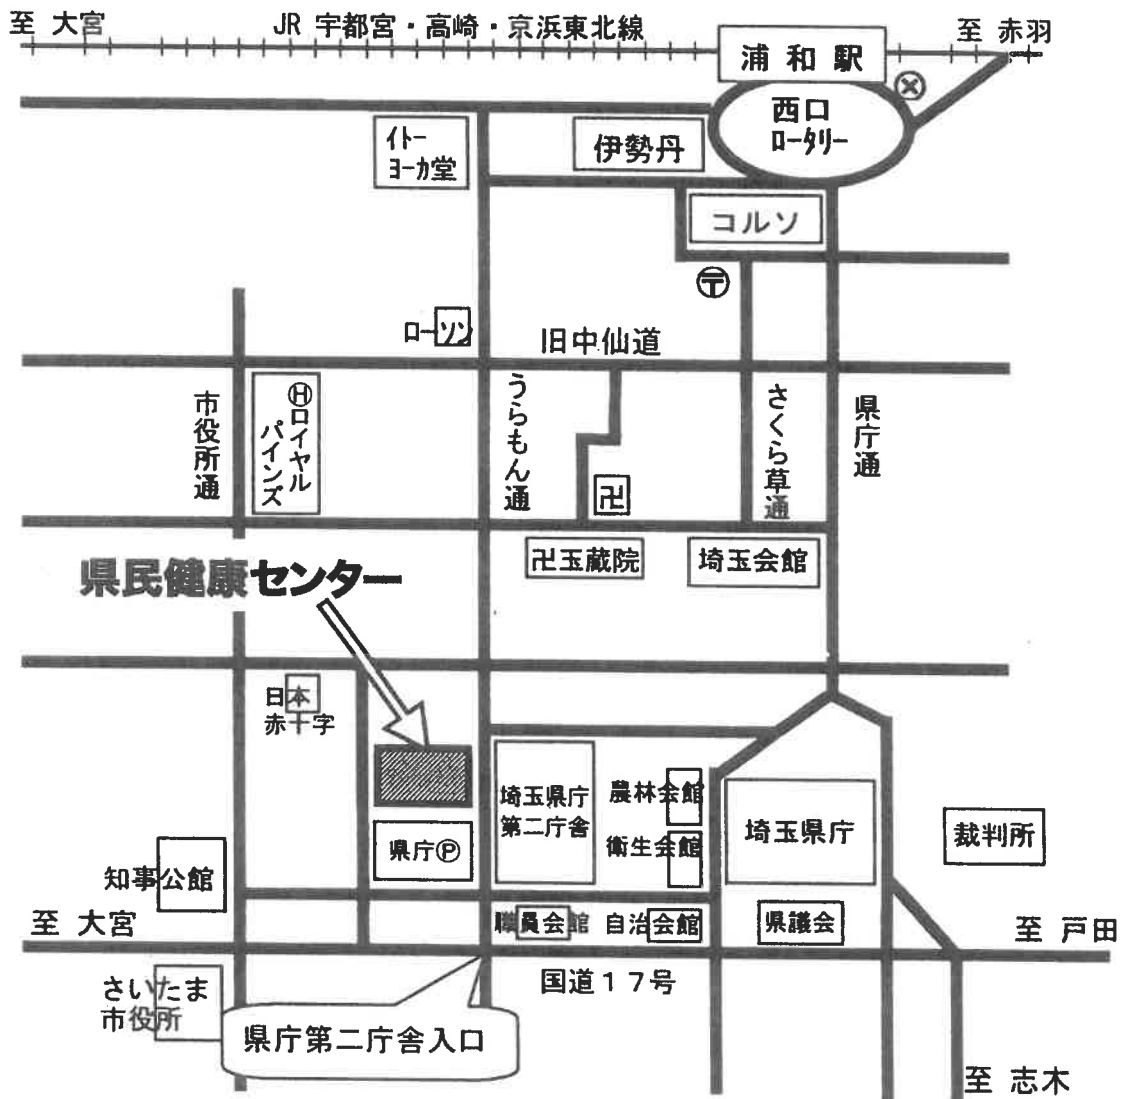 至 大宮
JR 宇都宮・高崎・京浜東北線
至 赤羽
浦和駅
西口
ロータリー
イトー
ヨーカ堂
伊勢丹
コルソ
〒
ローソン
旧中仙道
市役所通
Ⓗロイヤル
パインズ
うらもん通
さくら草通
県庁通
卍
卍玉蔵院
埼玉会館
県民健康センター
日本
赤十字
埼玉県庁
第二庁舎
農林会館
衛生会館
埼玉県庁
裁判所
県庁Ⓟ
知事公館
職員会館
自治会館
県議会
至 大宮
至 戸田
国道17号
さいたま
市役所
県庁第二庁舎入口
至 志木